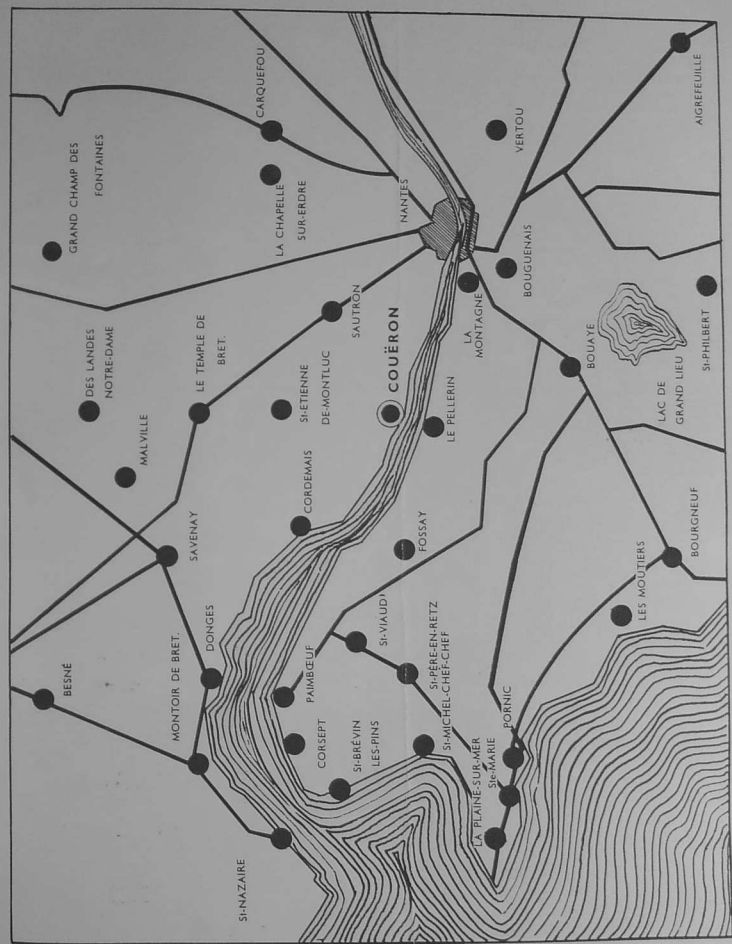 GRAND CHAMP DES
FONTAINES
CARQUEFOU
LA CHAPELLE
SUR-ERDRE
NANTES
VERTOU
AIGREFEUILLE
DES LANDES
NOTRE-DAME
MALVILLE
LE TEMPLE DE
BRET.
SAUTRON
St-ETIENNE
DE-MONTLUC
COUËRON
LA
MONTAGNE
BOUGUENAIS
BOUAYE
LAC DE
GRAND LIEU
St-PHILBERT
LE PELLERIN
SAVENAY
CORDEMAIS
FOSSAY
BOURGNEUF
LES MOUTIERS
BESNÉ
MONTOIR DE BRET.
DONGES
PAIMBŒUF
St-VIAUD
St-PÈRE-EN-RETZ
St-MICHEL-CHEF-CHEF
CORSEPT
St-BRÉVIN
LES-PINS
PORNIC
Ste-MARIE
LA PLAINE-SUR-MER
St-NAZAIRE